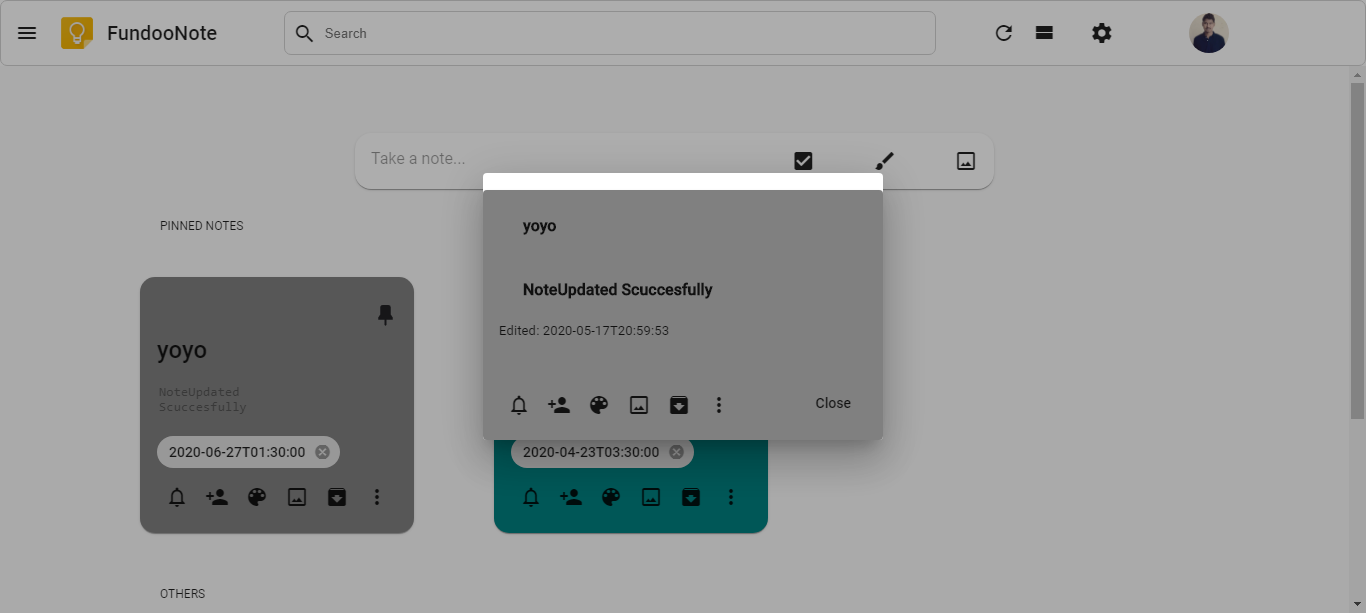 FundooNote
Search
Take a note...
PINNED NOTES
yoyo
NoteUpdated
Scuccesfully
2020-06-27T01:30:00
yoyo
NoteUpdated Scuccesfully
Edited: 2020-05-17T20:59:53
Close
2020-04-23T03:30:00
OTHERS